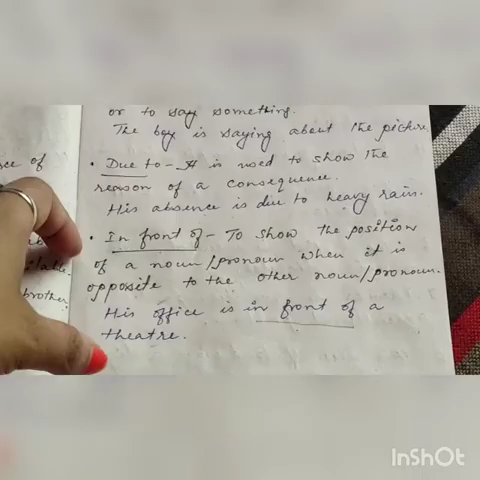 or to say something.
The boy is saying about the picture
• Due to - It is used to show the
reason of a consequence.
His absence is due to heavy rain.
• In front of - To show the position
of a noun/pronoun when it is
opposite to the other noun/pronoun.
His office is in front of a
theatre.
of
brother
InShOt